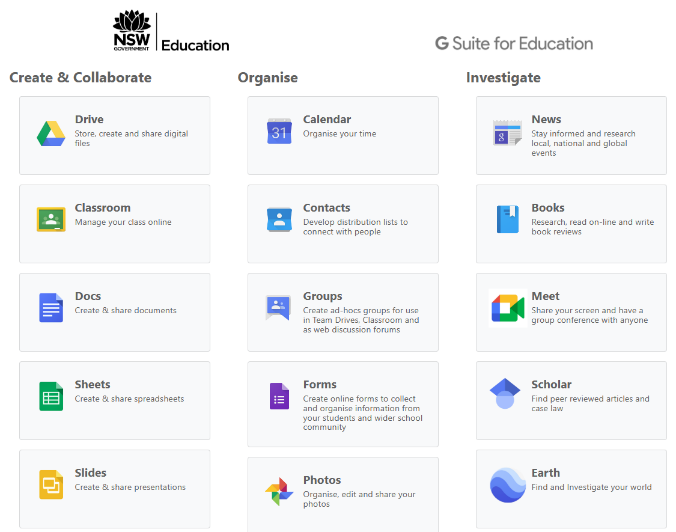 NSW
GOVERNMENT
Education
G Suite for Education
Create & Collaborate
Drive
Store, create and share digital
files
Classroom
Manage your class online
Docs
Create & share documents
Sheets
Create & share spreadsheets
Slides
Create & share presentations
Organise
31
Calendar
Organise your time
Contacts
Develop distribution lists to
connect with people
Groups
Create ad-hocs groups for use
in Team Drives, Classroom and
as web discussion forums
Forms
Create online forms to collect
and organise information from
your students and wider school
community
Photos
Organise, edit and share your
photos
Investigate
g
News
Stay informed and research
local, national and global
events
Books
Research, read on-line and write
book reviews
Meet
Share your screen and have a
group conference with anyone
Scholar
Find peer reviewed articles and
case law
Earth
Find and Investigate your world